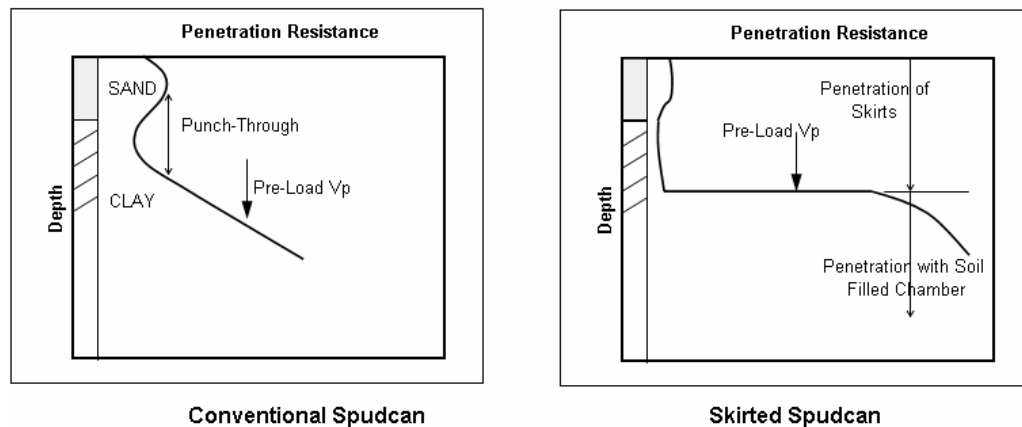 Penetration Resistance
SAND
Punch-Through
Pre-Load Vp
CLAY
Depth
Conventional Spudcan
Penetration Resistance
Penetration of
Skirts
Pre-Load Vp
Depth
Penetration with Soil
Filled Chamber
Skirted Spudcan